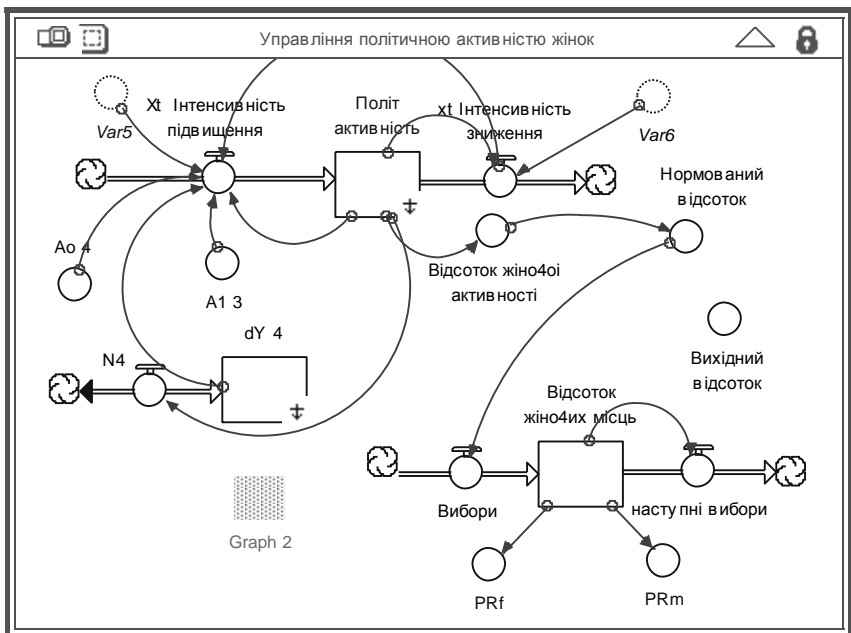 Управління політичною активністю жінок
Xt Інтенсивність
підвищення
Політ
активність
xt Інтенсивність
зниження
Var5
Var6
Нормований
відсоток
Ao 4
A1 3
Відсоток жіно4оі
активності
dY 4
N4
Вихідний
відсоток
Відсоток
жіно4их місць
Вибори
наступні вибори
Graph 2
PRf
PRm